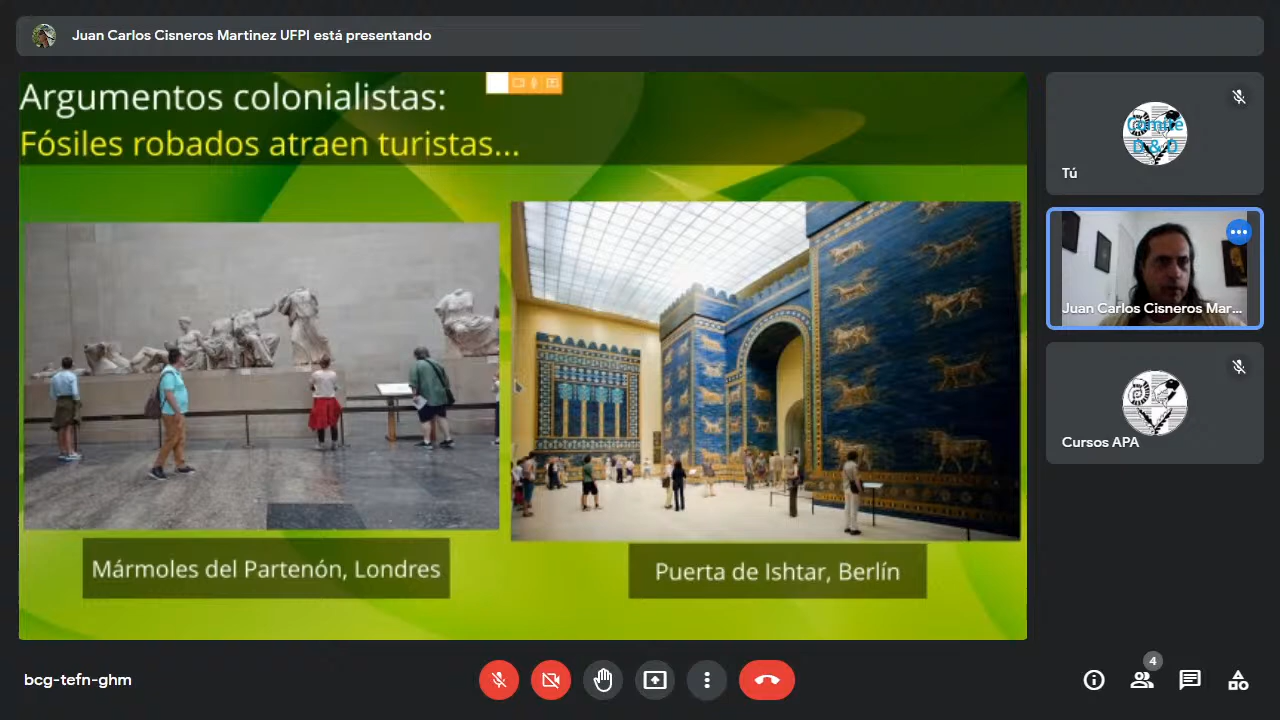 Juan Carlos Cisneros Martinez UFPI está presentando
Argumentos colonialistas:
Fósiles robados atraen turistas...
Mármoles del Partenón, Londres
Puerta de Ishtar, Berlín
Comité
D & D
Tú
Juan Carlos Cisneros Mar...
Cursos APA
bcg-tefn-ghm
4